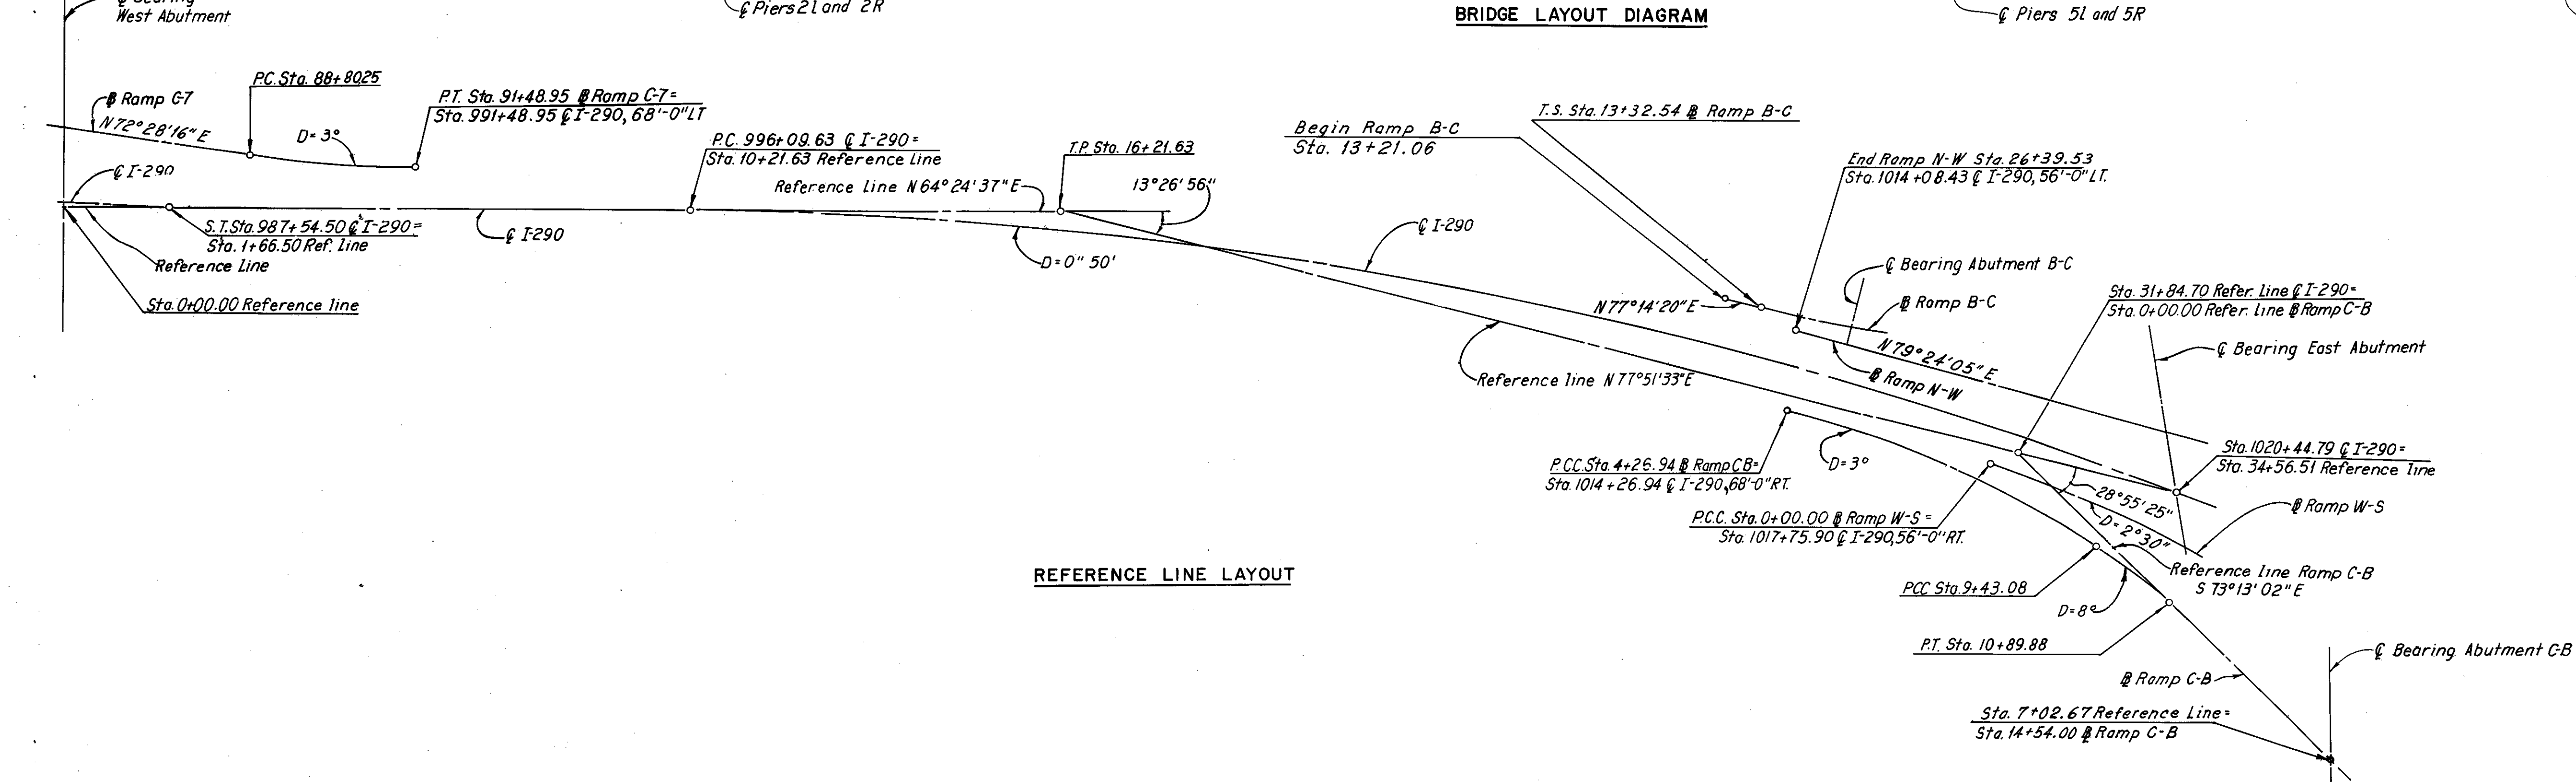 ℄ Bearing
West Abutment
℄ Piers 2L and 2R
BRIDGE LAYOUT DIAGRAM
℄ Piers 5L and 5R
P.C. Sta. 88+80.25
℔ Ramp C-7
N72°28'16"E
D=3°
P.T. Sta. 91+48.95 ℔ Ramp C-7=
Sta. 991+48.95 ℄ I-290, 68'-0" LT
℄ I-290
S.T. Sta. 987+54.50 ℄ I-290=
Sta. 1+66.50 Ref. Line
Reference Line
Sta. 0+00.00 Reference line
℄ I-290
P.C. 996+09.63 ℄ I-290=
Sta. 10+21.63 Reference Line
Reference Line N64°24'37"E
T.P. Sta. 16+21.63
13°26'56"
D=0"50'
℄ I-290
Begin Ramp B-C
Sta. 13+21.06
T.S. Sta. 13+32.54 ℔ Ramp B-C
End Ramp N-W Sta. 26+39.53
Sta. 1014+08.43 ℄ I-290, 56'-0" LT.
℄ Bearing Abutment B-C
N77°14'20"E
℔ Ramp B-C
Sta. 31+84.70 Refer. line ℄ I-290=
Sta. 0+00.00 Refer. line ℔ Ramp C-B
℄ Bearing East Abutment
N79°24'05"E
℔ Ramp N-W
Reference line N77°51'33"E
P.CC. Sta. 4+26.94 ℔ Ramp CB=
Sta. 1014+26.94 ℄ I-290, 68'-0" RT.
D=3°
Sta. 1020+44.79 ℄ I-290=
Sta. 34+56.51 Reference line
28°55'25"
℔ Ramp W-S
D=2°30"
P.C.C. Sta. 0+00.00 ℔ Ramp W-S=
Sta. 1017+75.90 ℄ I-290, 56'-0" RT.
REFERENCE LINE LAYOUT
Reference line Ramp C-B
S73°13'02"E
PCC Sta. 9+43.08
D=8°
P.T. Sta. 10+89.88
℄ Bearing Abutment C-B
℔ Ramp C-B
Sta. 7+02.67 Reference Line=
Sta. 14+54.00 ℔ Ramp C-B